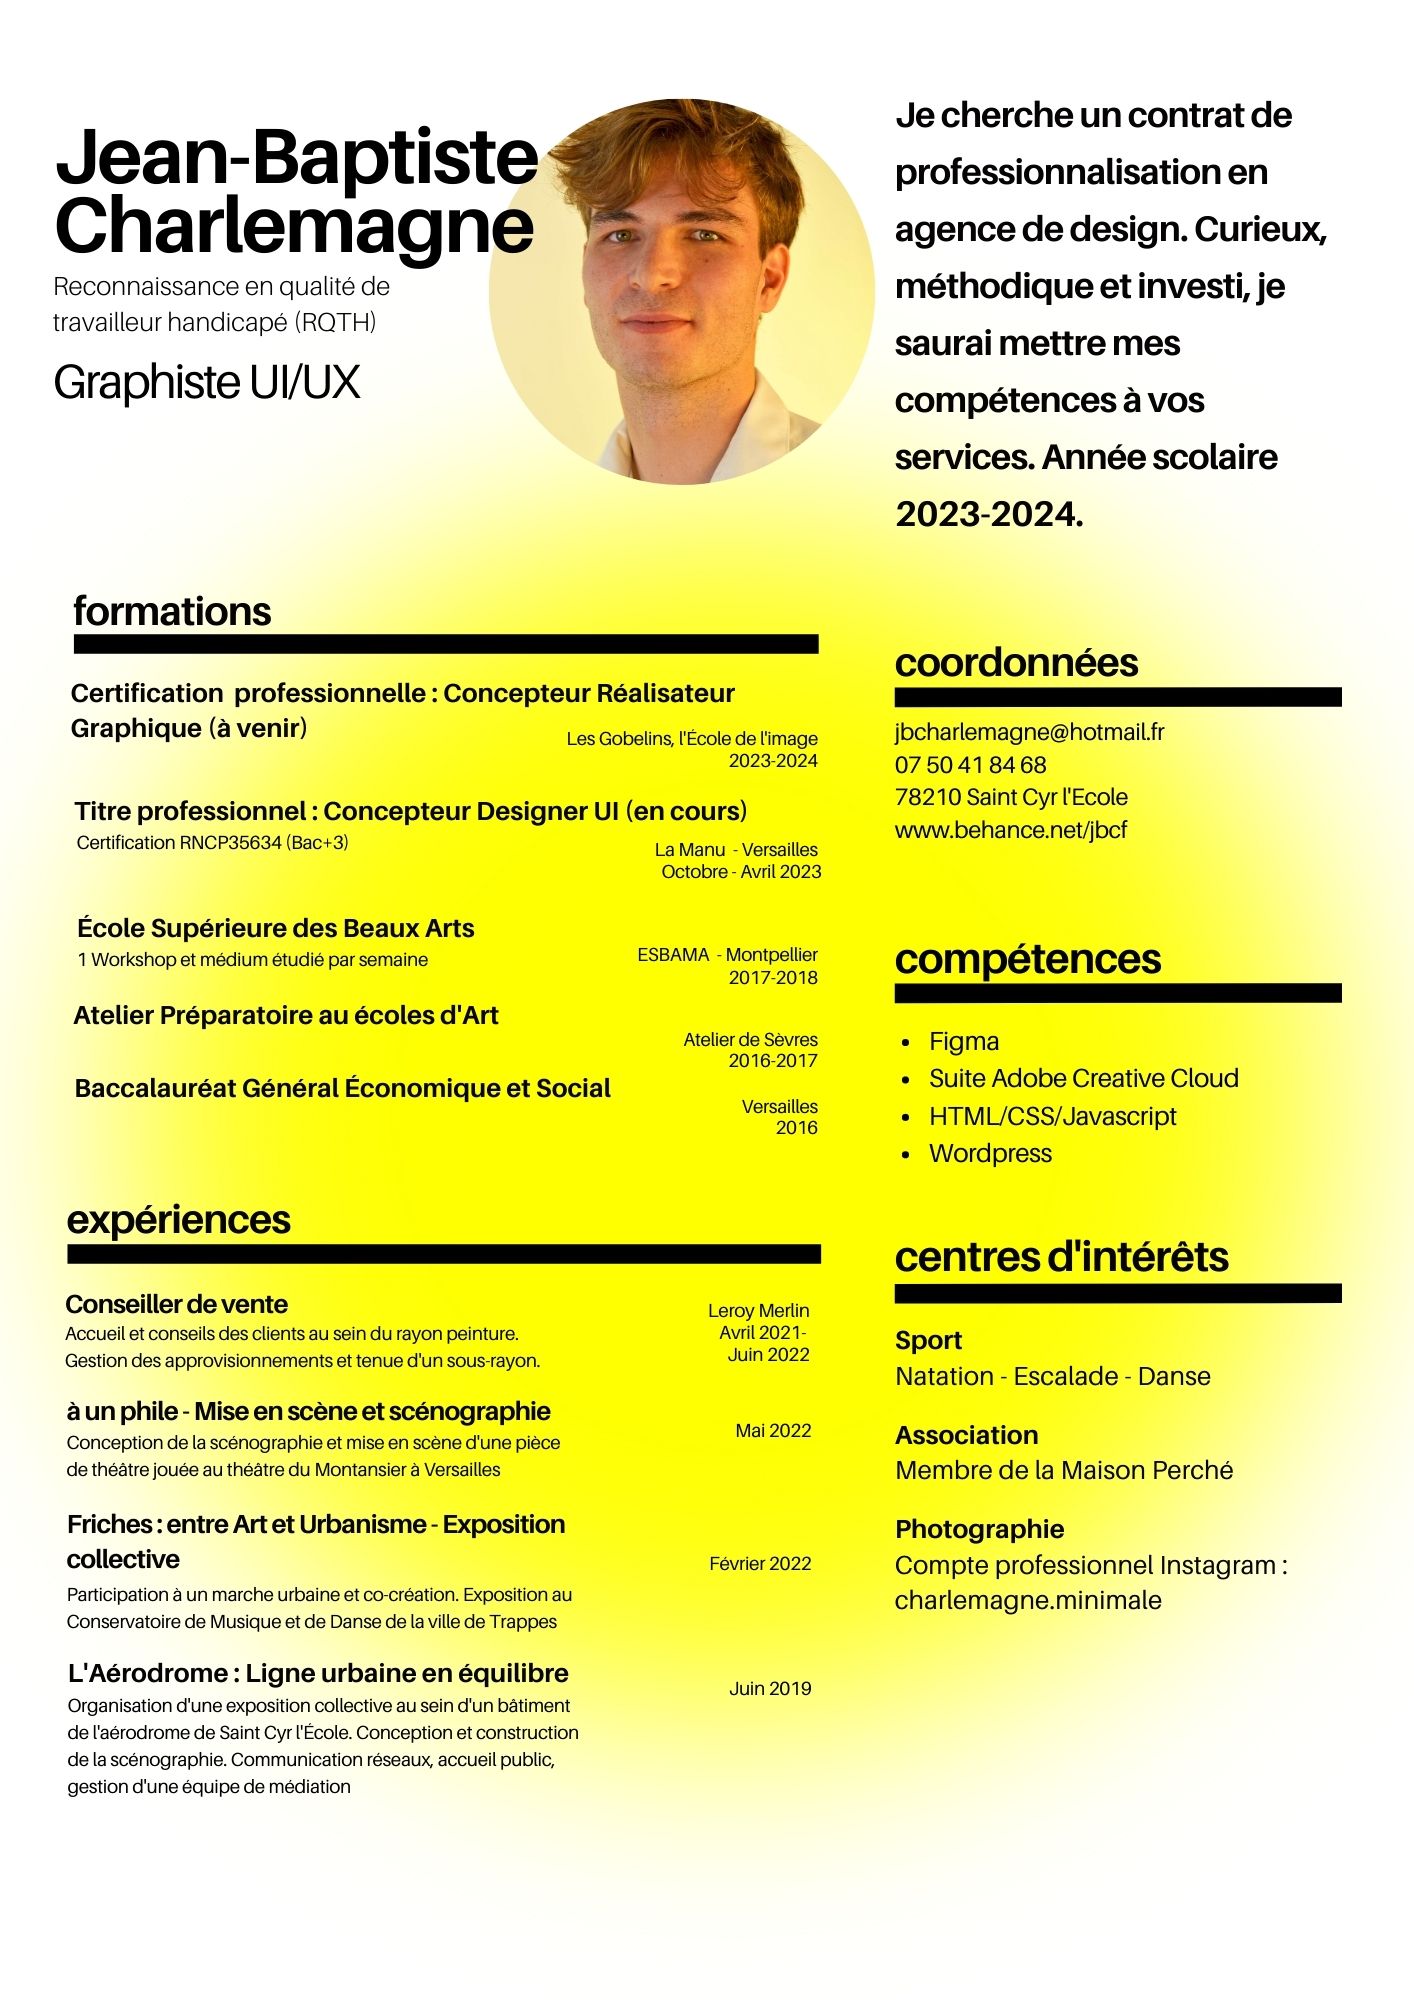 Jean-Baptiste
Charlemagne
Reconnaissance en qualité de
travailleur handicapé (RQTH)
Graphiste UI/UX
Je cherche un contrat de
professionnalisation en
agence de design. Curieux,
méthodique et investi, je
saurai mettre mes
compétences à vos
services. Année scolaire
2023-2024.
formations
Certification  professionnelle : Concepteur Réalisateur
Graphique (à venir)
Les Gobelins, l'École de l'image
2023-2024
Titre professionnel : Concepteur Designer UI (en cours)
Certification RNCP35634 (Bac+3)
La Manu  - Versailles
Octobre - Avril 2023
École Supérieure des Beaux Arts
1 Workshop et médium étudié par semaine
ESBAMA  - Montpellier
2017-2018
Atelier Préparatoire au écoles d'Art
Atelier de Sèvres
2016-2017
Baccalauréat Général Économique et Social
Versailles
2016
expériences
Conseiller de vente
Accueil et conseils des clients au sein du rayon peinture.
Gestion des approvisionnements et tenue d'un sous-rayon.
Leroy Merlin
Avril 2021-
Juin 2022
à un phile - Mise en scène et scénographie
Conception de la scénographie et mise en scène d'une pièce
de théâtre jouée au théâtre du Montansier à Versailles
Mai 2022
Friches : entre Art et Urbanisme - Exposition
collective
Participation à un marche urbaine et co-création. Exposition au
Conservatoire de Musique et de Danse de la ville de Trappes
Février 2022
L'Aérodrome : Ligne urbaine en équilibre
Organisation d'une exposition collective au sein d'un bâtiment
de l'aérodrome de Saint Cyr l'École. Conception et construction
de la scénographie. Communication réseaux, accueil public,
gestion d'une équipe de médiation
Juin 2019
coordonnées
jbcharlemagne@hotmail.fr
07 50 41 84 68
78210 Saint Cyr l'Ecole
www.behance.net/jbcf
compétences
• Figma
• Suite Adobe Creative Cloud
• HTML/CSS/Javascript
• Wordpress
centres d'intérêts
Sport
Natation - Escalade - Danse
Association
Membre de la Maison Perché
Photographie
Compte professionnel Instagram :
charlemagne.minimale